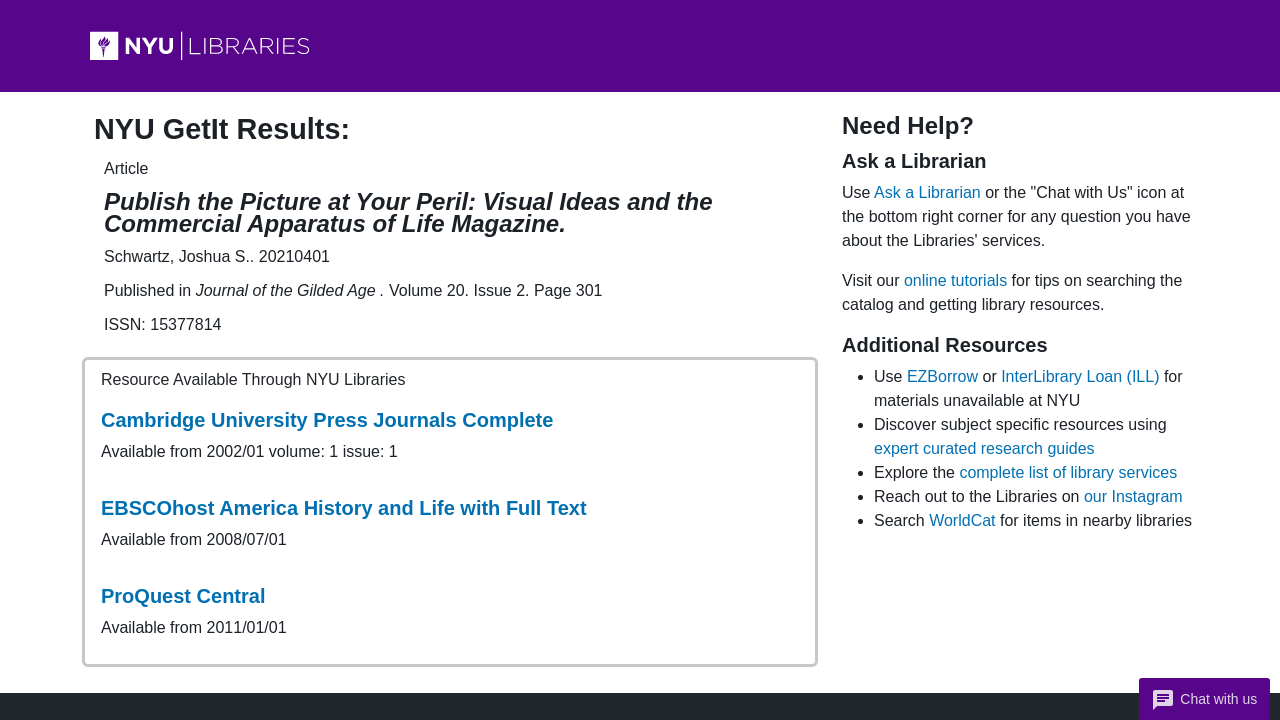 NYU LIBRARIES
NYU GetIt Results:
Article
Publish the Picture at Your Peril: Visual Ideas and the
Commercial Apparatus of Life Magazine.
Schwartz, Joshua S.. 20210401
Published in Journal of the Gilded Age . Volume 20. Issue 2. Page 301
ISSN: 15377814
Resource Available Through NYU Libraries
Cambridge University Press Journals Complete
Available from 2002/01 volume: 1 issue: 1
EBSCOhost America History and Life with Full Text
Available from 2008/07/01
ProQuest Central
Available from 2011/01/01
Need Help?
Ask a Librarian
Use Ask a Librarian or the "Chat with Us" icon at
the bottom right corner for any question you have
about the Libraries' services.
Visit our online tutorials for tips on searching the
catalog and getting library resources.
Additional Resources
Use EZBorrow or InterLibrary Loan (ILL) for
materials unavailable at NYU
Discover subject specific resources using
expert curated research guides
Explore the complete list of library services
Reach out to the Libraries on our Instagram
Search WorldCat for items in nearby libraries
Chat with us